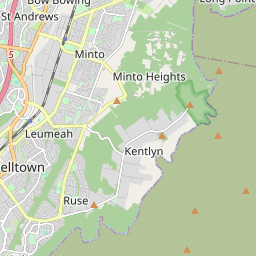 Bow Bowing
Long Point
St Andrews
5
Minto
Minto Heights
Leumeah
Kentlyn
elltown
Ruse